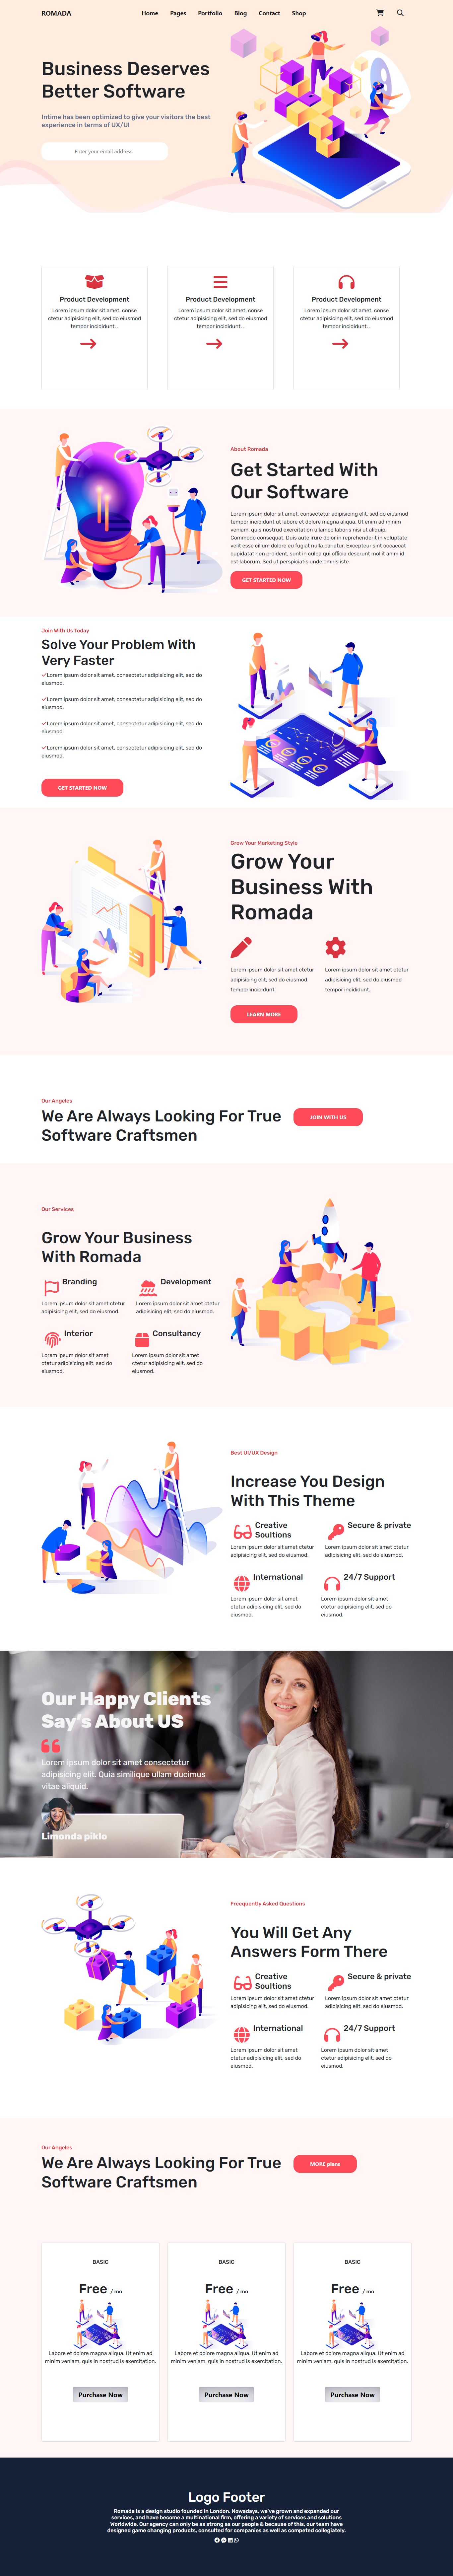 ROMADA
Home Pages Portfolio Blog Contact Shop
Business Deserves
Better Software
Intime has been optimized to give your visitors the best
experience in terms of UX/UI
Enter your email address
Product Development
Lorem ipsum dolor sit amet, conse
ctetur adipisicing elit, sed do eiusmod
tempor incididunt. .
Product Development
Lorem ipsum dolor sit amet, conse
ctetur adipisicing elit, sed do eiusmod
tempor incididunt. .
Product Development
Lorem ipsum dolor sit amet, conse
ctetur adipisicing elit, sed do eiusmod
tempor incididunt. .
About Romada
Get Started With
Our Software
Lorem ipsum dolor sit amet, consectetur adipisicing elit, sed do eiusmod
tempor incididunt ut labore et dolore magna aliqua. Ut enim ad minim
veniam, quis nostrud exercitation ullamco laboris nisi ut aliquip.
Commodo consequat. Duis aute irure dolor in reprehenderit in voluptate
velit esse cillum dolore eu fugiat nulla pariatur. Excepteur sint occaecat
cupidatat non proident, sunt in culpa qui officia deserunt mollit anim id
est laborum. Sed ut perspiciatis unde omnis iste.
GET STARTED NOW
Join With Us Today
Solve Your Problem With
Very Faster
Lorem ipsum dolor sit amet, consectetur adipisicing elit, sed do
eiusmod.
Lorem ipsum dolor sit amet, consectetur adipisicing elit, sed do
eiusmod.
Lorem ipsum dolor sit amet, consectetur adipisicing elit, sed do
eiusmod.
Lorem ipsum dolor sit amet, consectetur adipisicing elit, sed do
eiusmod.
GET STARTED NOW
Grow Your Marketing Style
Grow Your
Business With
Romada
Lorem ipsum dolor sit amet ctetur
adipisicing elit, sed do eiusmod
tempor incididunt.
Lorem ipsum dolor sit amet ctetur
adipisicing elit, sed do eiusmod
tempor incididunt.
LEARN MORE
Our Angeles
We Are Always Looking For True
Software Craftsmen
JOIN WITH US
Our Services
Grow Your Business
With Romada
Branding
Lorem ipsum dolor sit amet ctetur
adipisicing elit, sed do eiusmod.
Development
Lorem ipsum dolor sit amet ctetur
adipisicing elit, sed do eiusmod.
Interior
Lorem ipsum dolor sit amet
ctetur adipisicing elit, sed do
eiusmod.
Consultancy
Lorem ipsum dolor sit amet
ctetur adipisicing elit, sed do
eiusmod.
Best UI/UX Design
Increase You Design
With This Theme
Creative
Soultions
Lorem ipsum dolor sit amet ctetur
adipisicing elit, sed do eiusmod.
Secure & private
Lorem ipsum dolor sit amet ctetur
adipisicing elit, sed do eiusmod.
International
Lorem ipsum dolor sit amet
ctetur adipisicing elit, sed do
eiusmod.
24/7 Support
Lorem ipsum dolor sit amet
ctetur adipisicing elit, sed do
eiusmod.
Our Happy Clients
Say's About US
Lorem ipsum dolor sit amet consectetur
adipisicing elit. Quia similique ullam ducimus
vitae aliquid.
Limonda piklo
Freequently Asked Questions
You Will Get Any
Answers Form There
Creative
Soultions
Lorem ipsum dolor sit amet ctetur
adipisicing elit, sed do eiusmod.
Secure & private
Lorem ipsum dolor sit amet ctetur
adipisicing elit, sed do eiusmod.
International
Lorem ipsum dolor sit amet
ctetur adipisicing elit, sed do
eiusmod.
24/7 Support
Lorem ipsum dolor sit amet
ctetur adipisicing elit, sed do
eiusmod.
Our Angeles
We Are Always Looking For True
Software Craftsmen
MORE plans
BASIC
Free / mo
Labore et dolore magna aliqua. Ut enim ad
minim veniam, quis in nostrud is exercitation.
Purchase Now
BASIC
Free / mo
Labore et dolore magna aliqua. Ut enim ad
minim veniam, quis in nostrud is exercitation.
Purchase Now
BASIC
Free / mo
Labore et dolore magna aliqua. Ut enim ad
minim veniam, quis in nostrud is exercitation.
Purchase Now
Logo Footer
Romada is a design studio founded in London. Nowadays, we've grown and expanded our
services, and have become a multinational firm, offering a variety of services and solutions
Worldwide. Our agency can only be as strong as our people & because of this, our team have
designed game changing products, consulted for companies as well as competed collegiately.